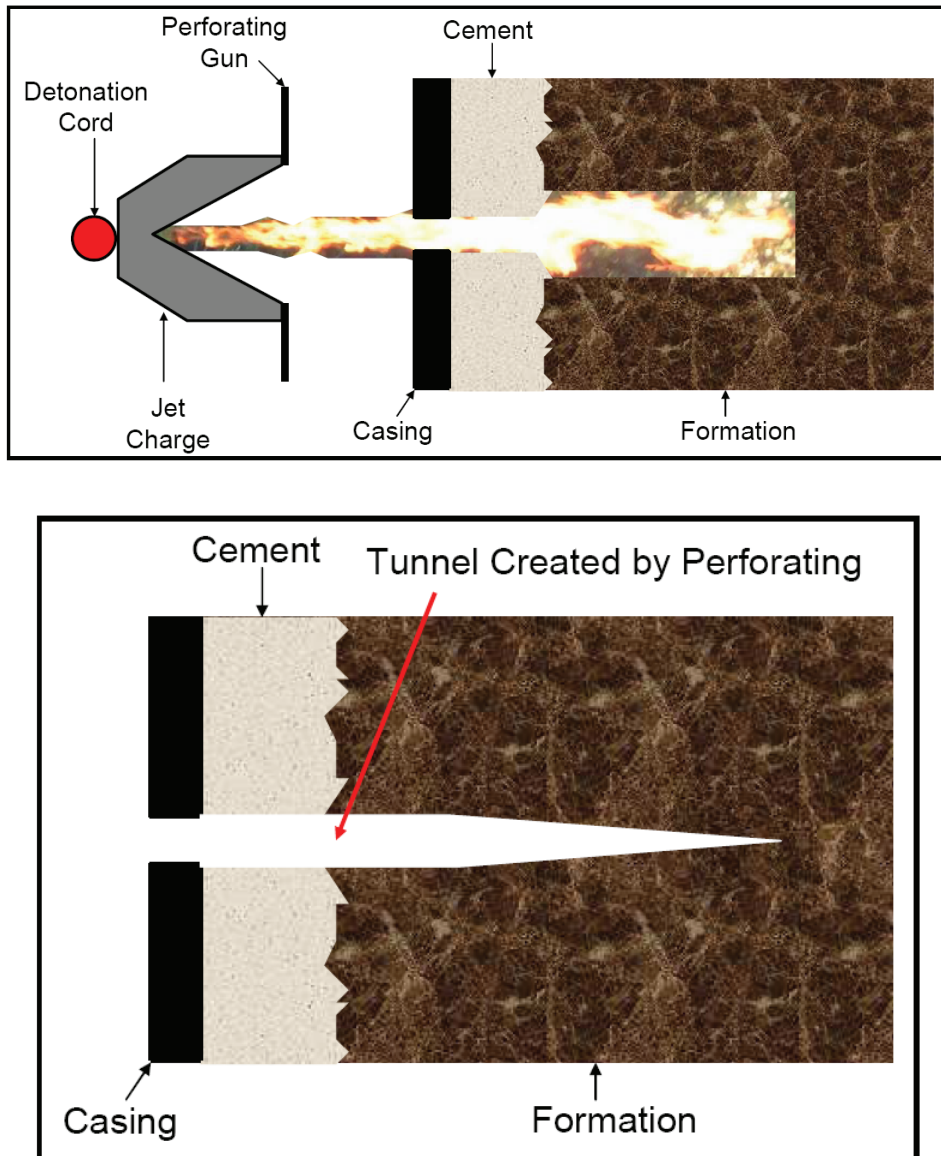 Perforating
Gun
Cement
Detonation
Cord
Jet
Charge
Casing
Formation
Cement
Tunnel Created by Perforating
Casing
Formation